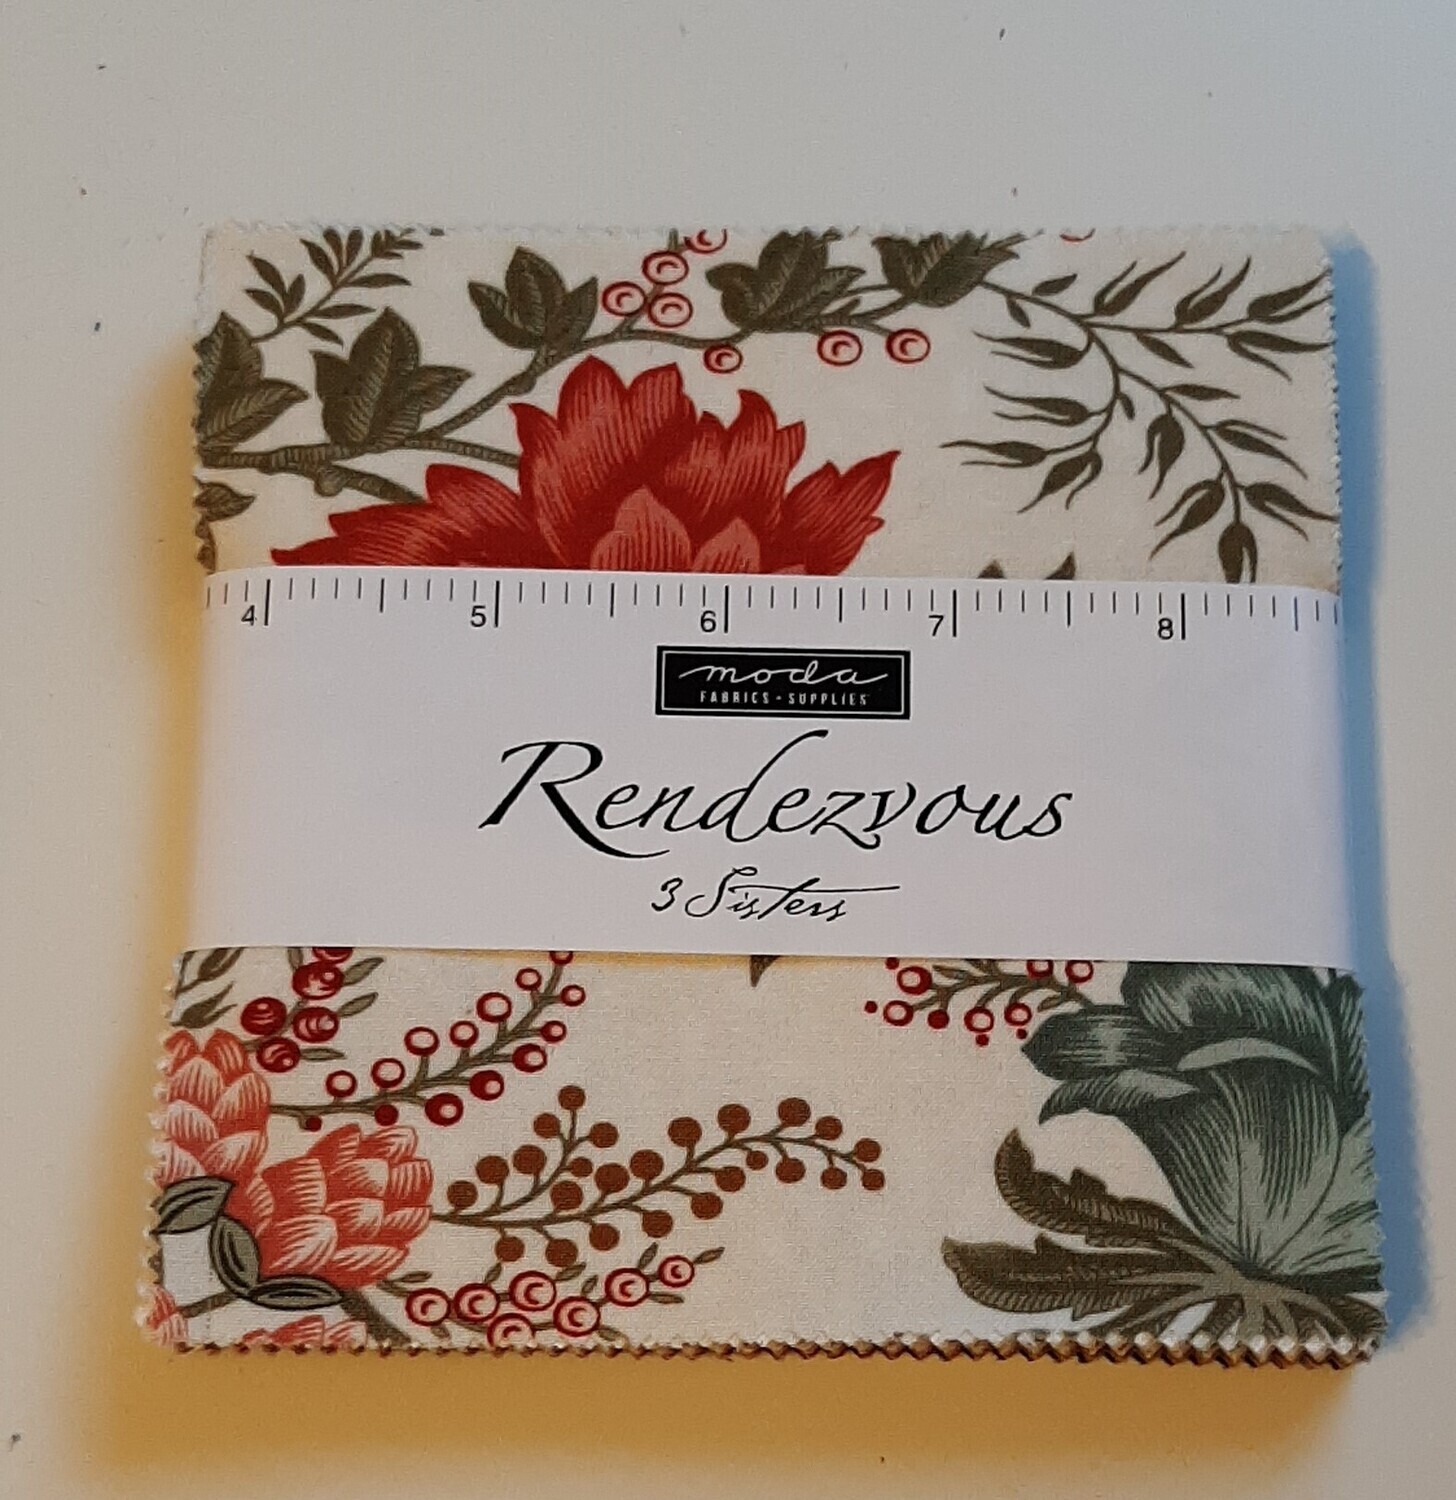 4 5 6 7 8
moda
FABRICS • SUPPLIES
Rendezvous
3 Sisters